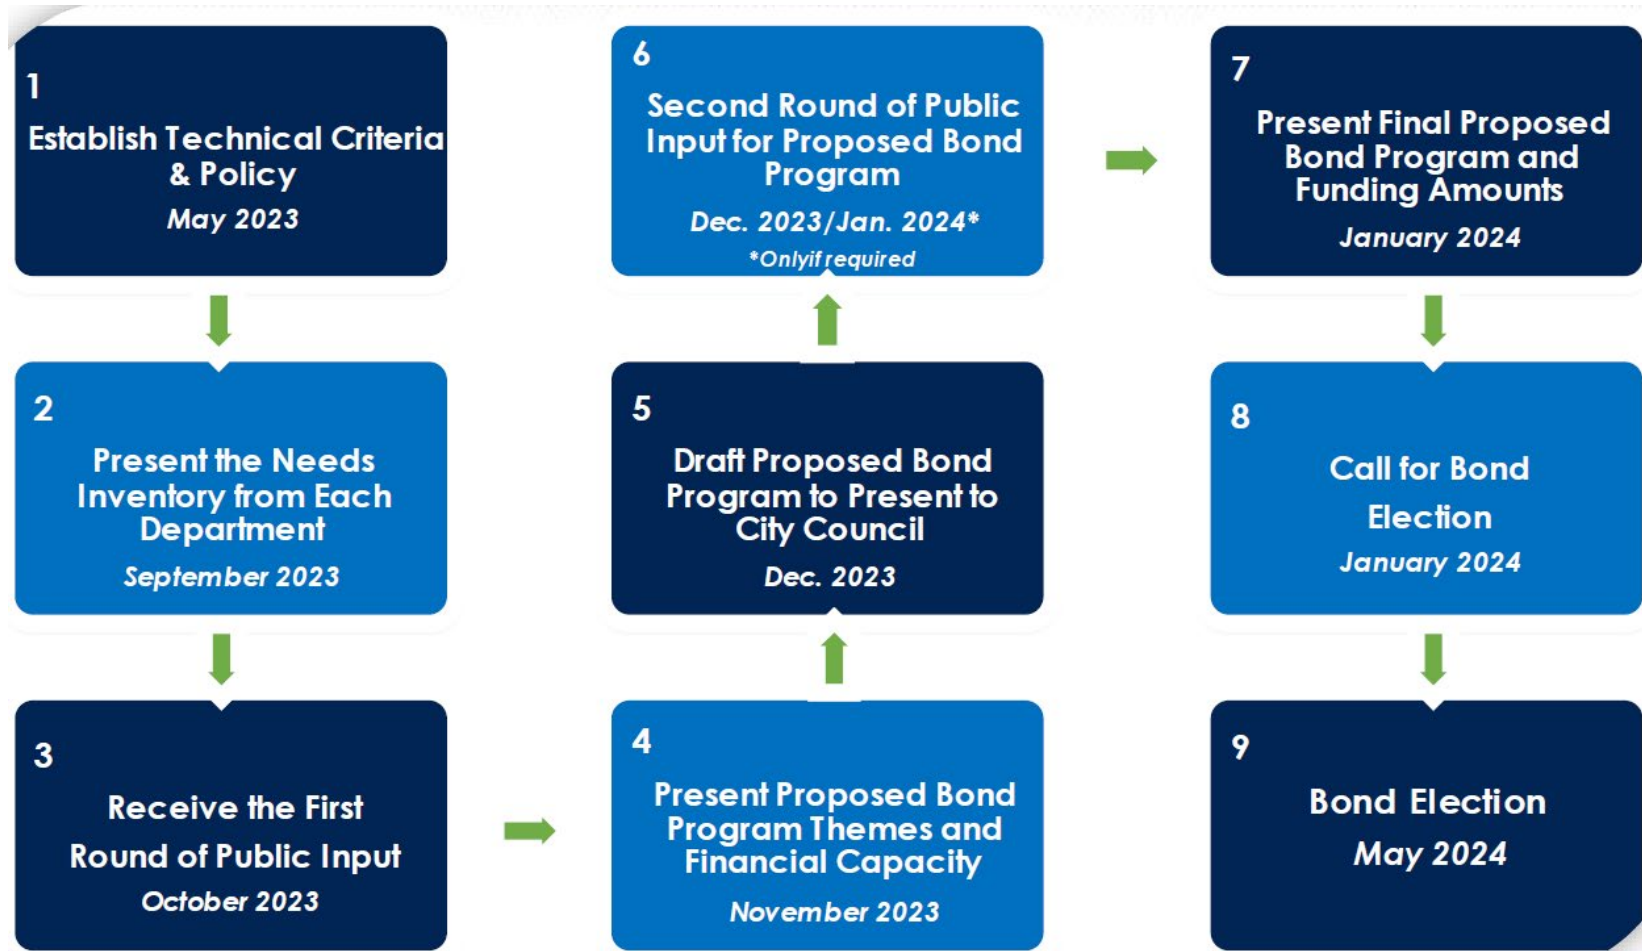 1
Establish Technical Criteria
& Policy
May 2023
2
Present the Needs
Inventory from Each
Department
September 2023
3
Receive the First
Round of Public Input
October 2023
4
Present Proposed Bond
Program Themes and
Financial Capacity
November 2023
5
Draft Proposed Bond
Program to Present to
City Council
Dec. 2023
6
Second Round of Public
Input for Proposed Bond
Program
Dec. 2023/Jan. 2024*
*Onlyif required
7
Present Final Proposed
Bond Program and
Funding Amounts
January 2024
8
Call for Bond
Election
January 2024
9
Bond Election
May 2024